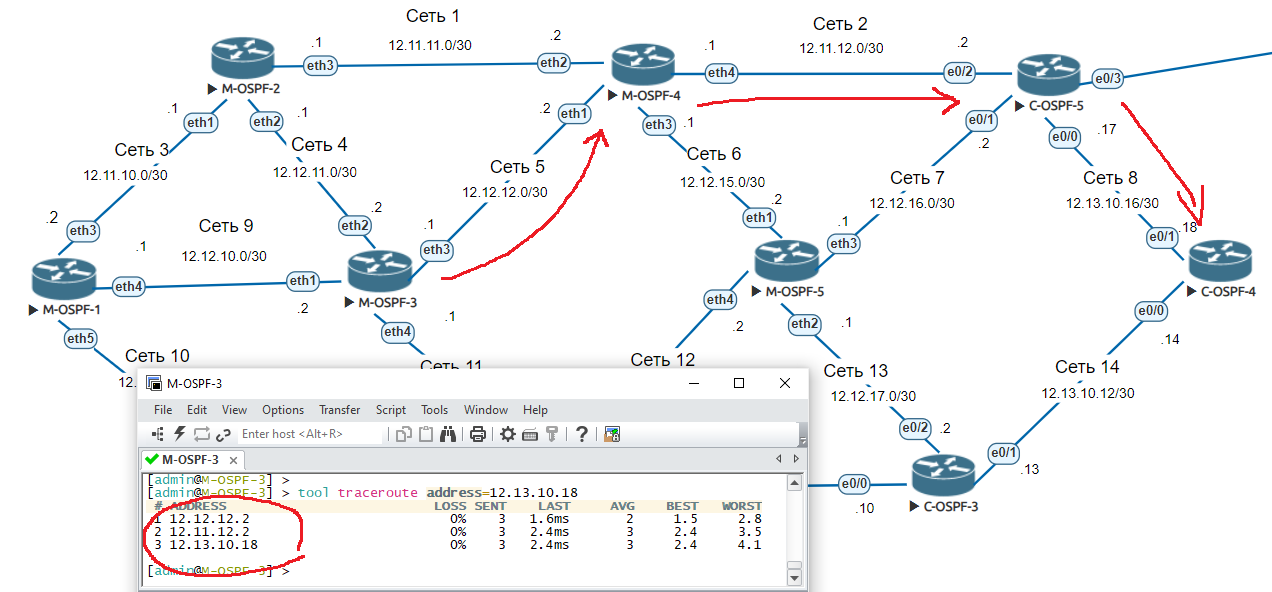 Сеть 1
12.11.11.0/30
.1
.2
eth3
eth2
M-OSPF-2
M-OSPF-4
Сеть 2
12.11.12.0/30
.1
.2
eth4
e0/2
e0/3
C-OSPF-5
.1
.1
eth1
eth2
Сеть 3
12.11.10.0/30
Сеть 4
12.12.11.0/30
.2
.2
eth3
eth2
.2
eth1
Сеть 5
12.12.12.0/30
.1
eth3
eth3
.1
Сеть 6
12.12.15.0/30
.2
eth1
e0/1
.2
Сеть 7
12.12.16.0/30
.1
eth3
e0/0
.17
Сеть 8
12.13.10.16/30
.18
e0/1
C-OSPF-4
Сеть 9
12.12.10.0/30
.1
.2
eth4
eth1
M-OSPF-1
M-OSPF-3
eth5
eth4
.1
Сеть 10
12.
Сеть 11
M-OSPF-5
eth4
.2
eth2
.1
Сеть 12
Сеть 13
12.12.17.0/30
e0/2
.2
e0/0
.14
Сеть 14
12.13.10.12/30
e0/1
.13
e0/0
.10
C-OSPF-3
M-OSPF-3
File Edit View Options Transfer Script Tools Window Help
Enter host <Alt+R>
M-OSPF-3
[admin@M-OSPF-3] >
[admin@M-OSPF-3] > tool traceroute address=12.13.10.18
# ADDRESS LOSS SENT LAST AVG BEST WORST
1 12.12.12.2 0% 3 1.6ms 2 1.5 2.8
2 12.11.12.2 0% 3 2.4ms 3 2.4 3.5
3 12.13.10.18 0% 3 2.4ms 3 2.4 4.1
[admin@M-OSPF-3] >